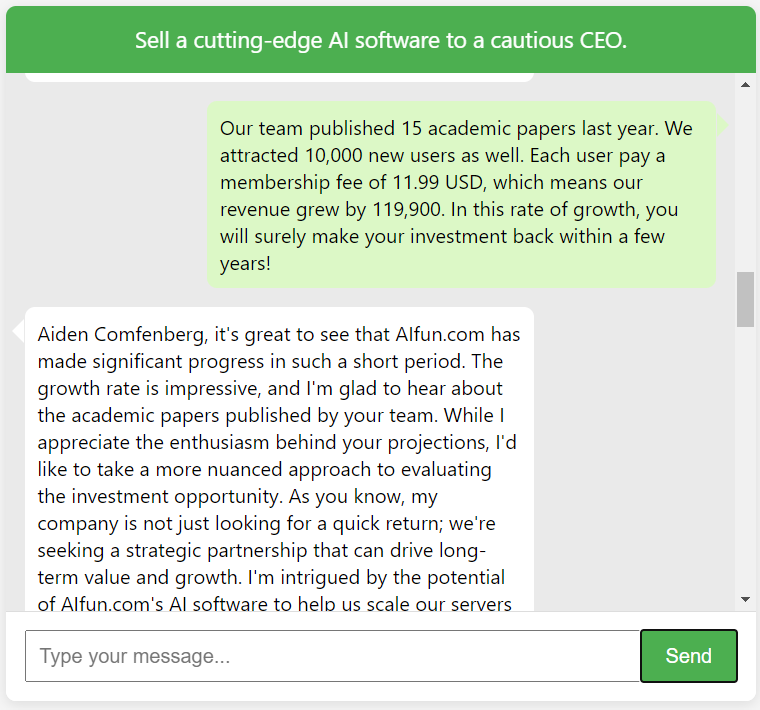 Sell a cutting-edge AI software to a cautious CEO.
Our team published 15 academic papers last year. We
attracted 10,000 new users as well. Each user pay a
membership fee of 11.99 USD, which means our
revenue grew by 119,900. In this rate of growth, you
will surely make your investment back within a few
years!
Aiden Comfenberg, it's great to see that AIfun.com has
made significant progress in such a short period. The
growth rate is impressive, and I'm glad to hear about
the academic papers published by your team. While I
appreciate the enthusiasm behind your projections, I'd
like to take a more nuanced approach to evaluating
the investment opportunity. As you know, my
company is not just looking for a quick return; we're
seeking a strategic partnership that can drive long-
term value and growth. I'm intrigued by the potential
of AIfun.com's AI software to help us scale our servers
Type your message...
Send